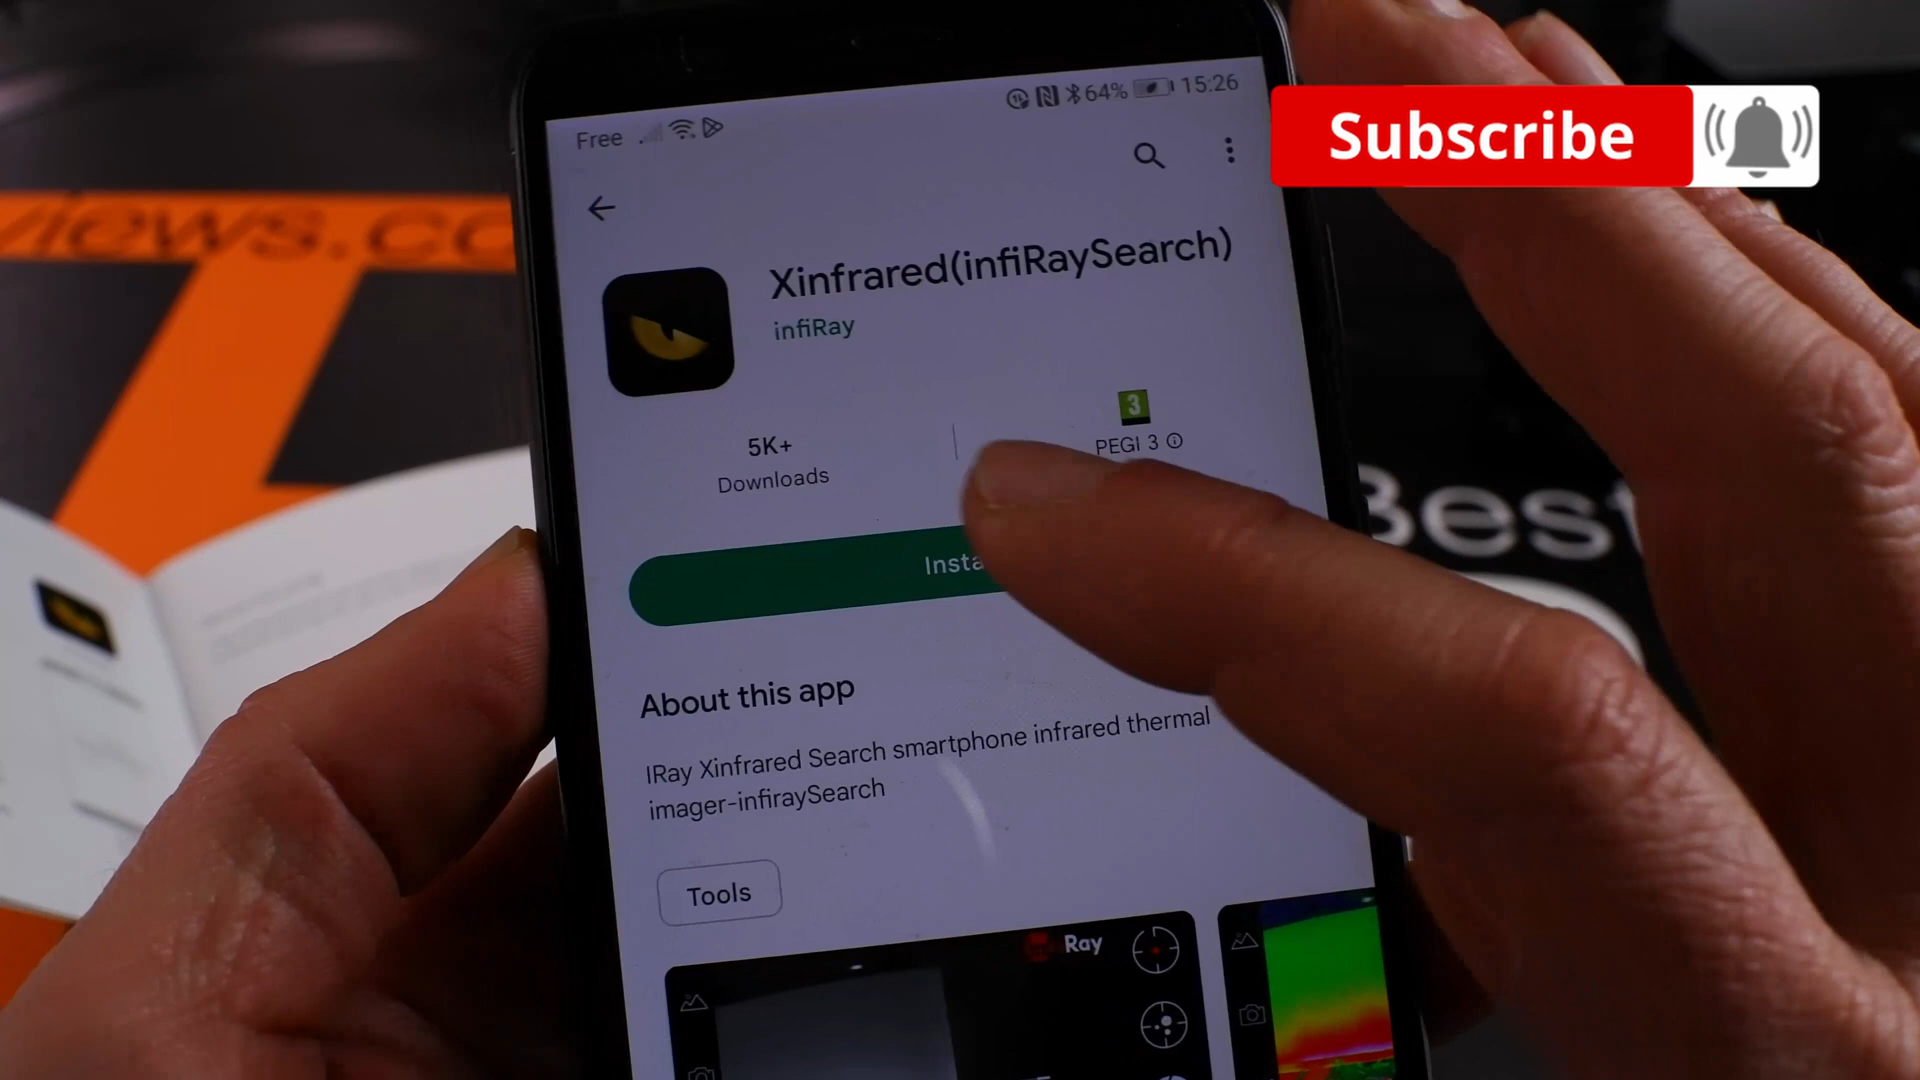 Free 64% 15:26
Subscribe
Xinfrared(infiRaySearch)
infiRay
3
5K+
PEGI 3
Downloads
About this app
IRay Xinfrared Search smartphone infrared thermal
imager-infiraySearch
Tools
Ray
Best